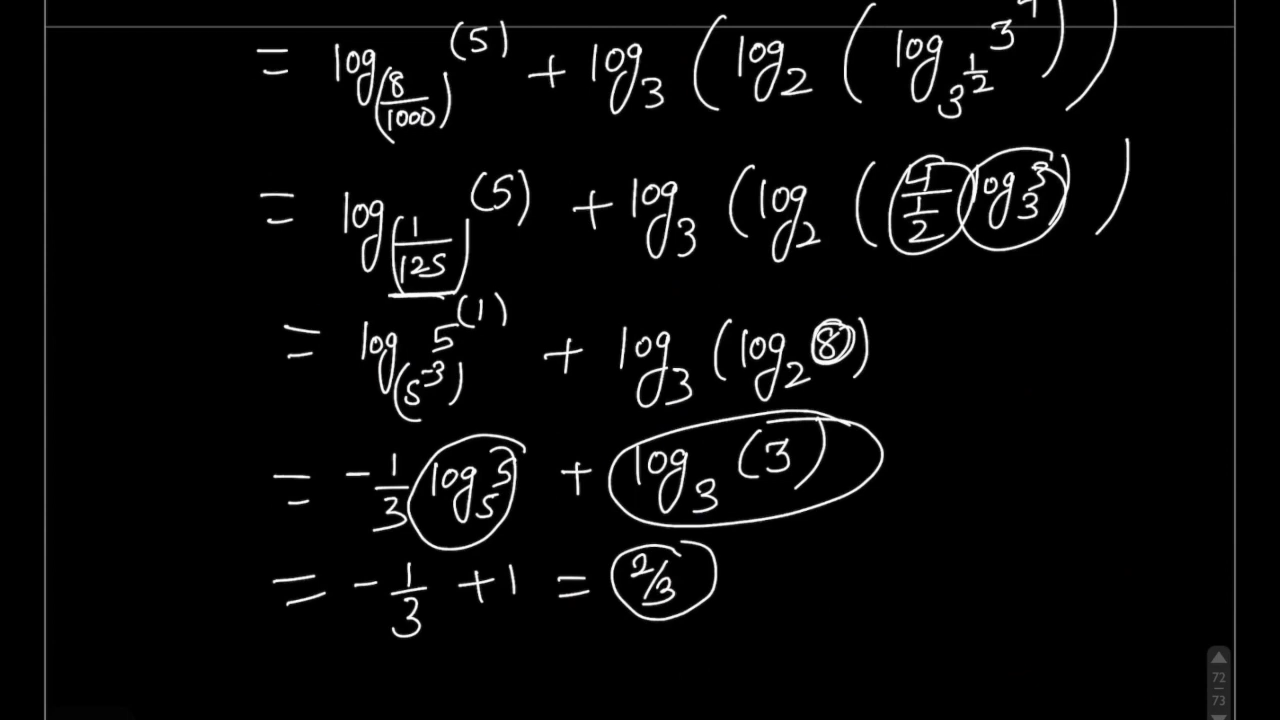 = log_(8/1000) (5) + log_3 (log_2 (log_{3^{1/2}} 3^4))
= log_(1/125) (5) + log_3 (log_2 (4/(1/2) log_3 3))
= log_(5^{-3}) 5^(1) + log_3 (log_2 8)
= -1/3 log_5 5 + log_3 (3)
= -1/3 + 1 = 2/3
72
73